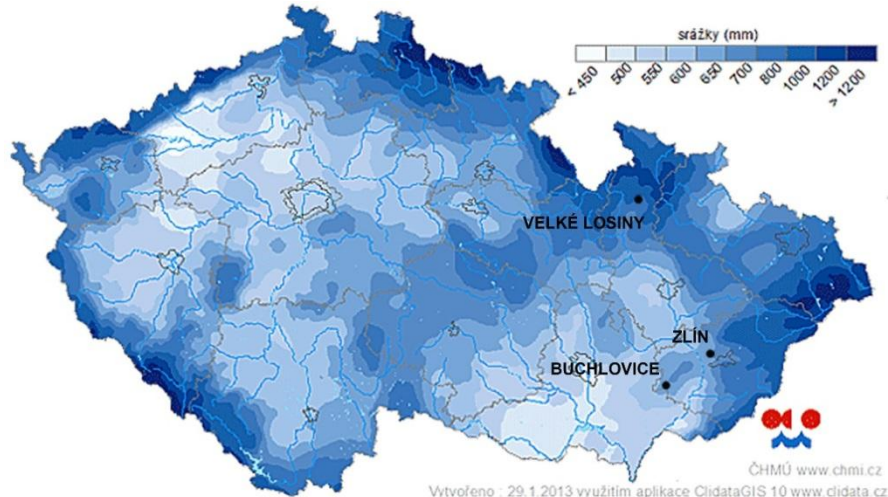 srážky (mm)
< 450 500 550 600 650 700 800 1000 1200 > 1200
VELKÉ LOSINY
ZLÍN
BUCHLOVICE
ČHMÚ www.chmi.cz
Vytvořeno : 29.1.2013 využitím aplikace ClidataGIS 10 www.clidata.cz